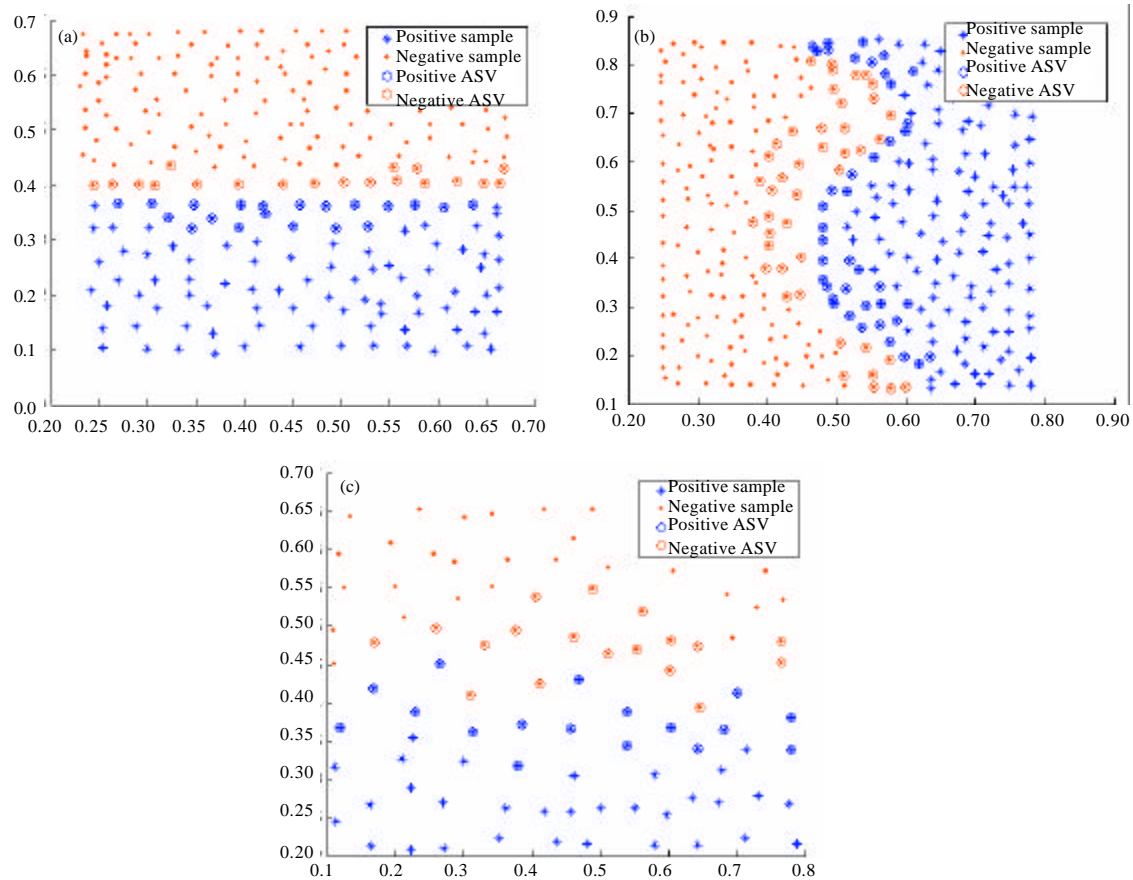 (a)
0.7
0.6
0.5
0.4
0.3
0.2
0.1
0.0
0.20 0.25 0.30 0.35 0.40 0.45 0.50 0.55 0.60 0.65 0.70
Positive sample
Negative sample
Positive ASV
Negative ASV
(b)
0.9
0.8
0.7
0.6
0.5
0.4
0.3
0.2
0.1
0.20 0.30 0.40 0.50 0.60 0.70 0.80 0.90
Positive sample
Negative sample
Positive ASV
Negative ASV
(c)
0.70
0.65
0.60
0.55
0.50
0.45
0.40
0.35
0.30
0.25
0.20
0.1 0.2 0.3 0.4 0.5 0.6 0.7 0.8
Positive sample
Negative sample
Positive ASV
Negative ASV